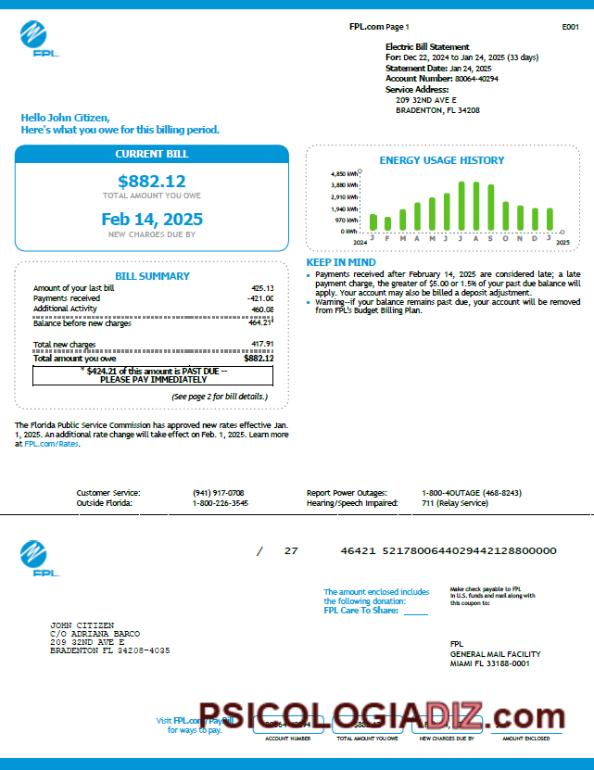 FPL.com Page 1
E001
FPL
Electric Bill Statement
For: Dec 22, 2024 to Jan 24, 2025 (33 days)
Statement Date: Jan 24, 2025
Account Number: 80064-40294
Service Address:
209 32ND AVE E
BRADENTON, FL 34208
Hello John Citizen,
Here's what you owe for this billing period.
CURRENT BILL
$882.12
TOTAL AMOUNT YOU OWE
Feb 14, 2025
NEW CHARGES DUE BY
ENERGY USAGE HISTORY
4,850 kWh
3,880 kWh
2,910 kWh
1,940 kWh
970 kWh
0 kWh
J F M A M J J A S O N D J
2024 2025
KEEP IN MIND
Payments received after February 14, 2025 are considered late; a late
payment charge, the greater of $5.00 or 1.5% of your past due balance
will apply. Your account may also be billed a deposit adjustment.
Warning--if your balance remains past due, your account will be removed
from FPL's Budget Billing Plan.
BILL SUMMARY
Amount of your last bill 425.13
Payments received -421.00
Additional Activity 460.08
Balance before new charges 464.21*
Total new charges 417.91
Total amount you owe $882.12
* $424.21 of this amount is PAST DUE --
PLEASE PAY IMMEDIATELY
(See page 2 for bill details.)
The Florida Public Service Commission has approved new rates effective Jan.
1, 2025. An additional rate change will take effect on Feb. 1, 2025. Learn more
at FPL.com/Rates.
Customer Service: (941) 917-0708
Outside Florida: 1-800-226-3545
Report Power Outages: 1-800-4OUTAGE (468-8243)
Hearing/Speech Impaired: 711 (Relay Service)
FPL
/ 27 46421 5217800644029442128800000
The amount enclosed includes
the following donation:
FPL Care To Share:
Make check payable to FPL
in U.S. funds and mail along with
this coupon to:
JOHN CITIZEN
C/O ADRIANA BARCO
209 32ND AVE E
BRADENTON FL 34208-4035
FPL
GENERAL MAIL FACILITY
MIAMI FL 33188-0001
Visit FPL.com/PayBill
for ways to pay.
PSICOLOGIADIZ.com
ACCOUNT NUMBER
TOTAL AMOUNT YOU OWE
NEW CHARGES DUE BY
AMOUNT ENCLOSED